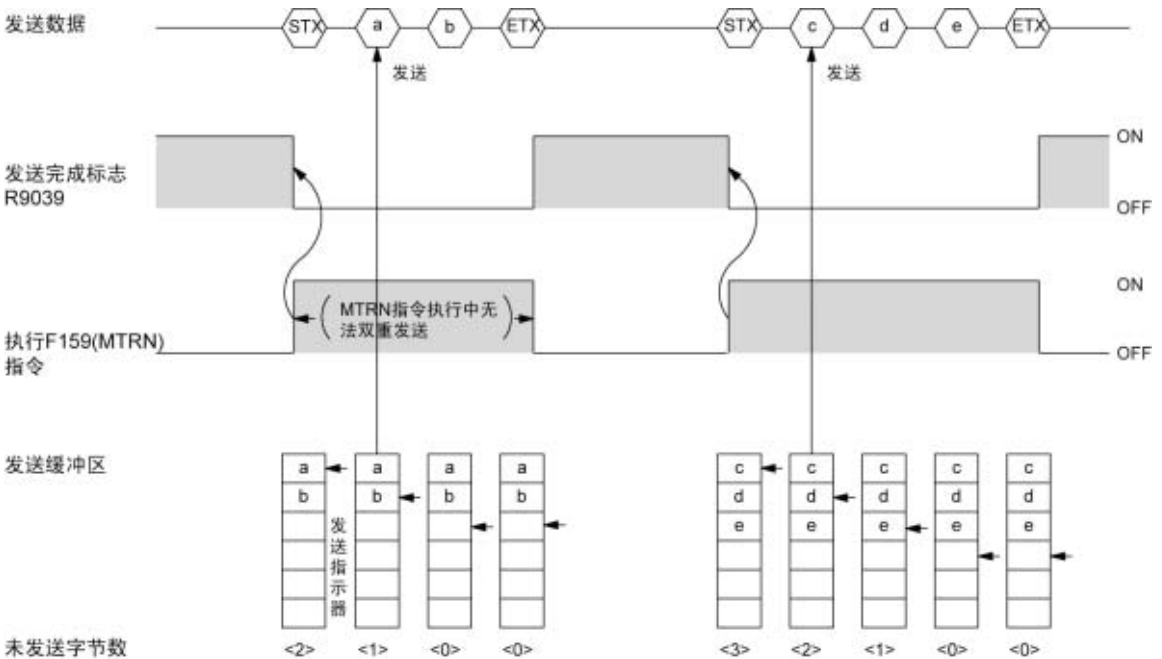 发送数据 STX a b ETX STX c d e ETX
发送 发送
ON
发送完成标志
R9039
OFF
ON
MTRN指令执行中无
法双重发送
执行F159(MTRN)
指令
OFF
发送缓冲区
a a a a c c c c c
b b b b d d d d d
e e e e e
发送指示器
未发送字节数 <2> <1> <0> <0> <3> <2> <1> <0> <0>